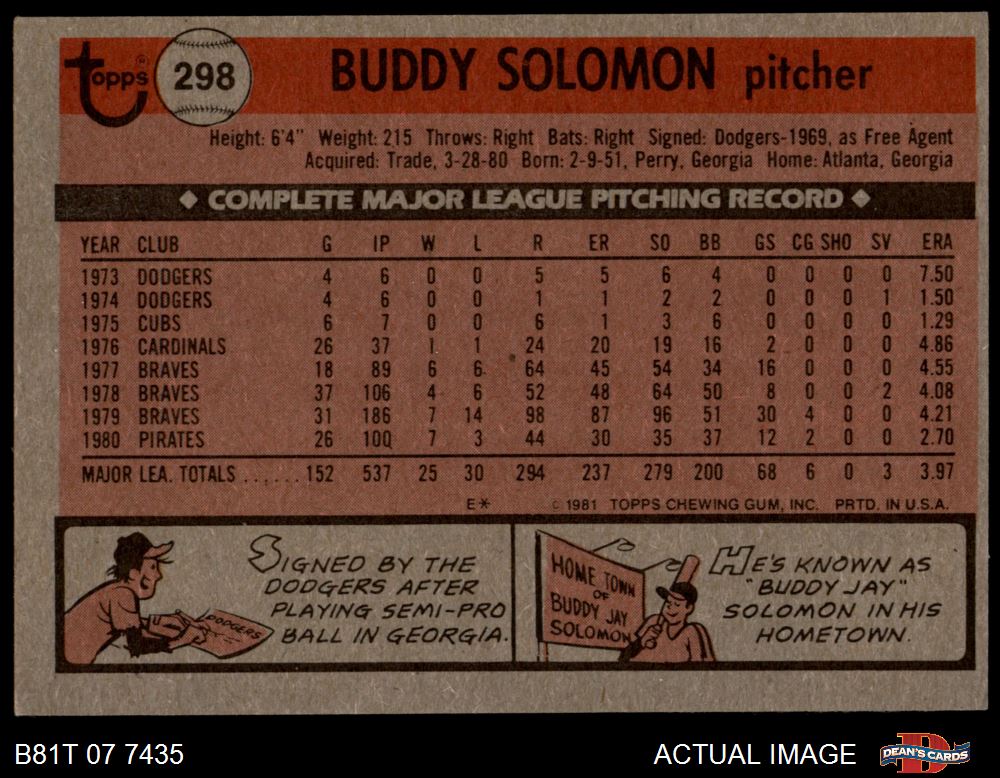 Topps® 298 BUDDY SOLOMON pitcher
Height: 6'4" Weight: 215 Throws: Right Bats: Right Signed: Dodgers-1969, as Free Agent
Acquired: Trade, 3-28-80 Born: 2-9-51, Perry, Georgia Home: Atlanta, Georgia
◆ COMPLETE MAJOR LEAGUE PITCHING RECORD ◆
YEAR CLUB G IP W L R ER SO BB GS CG SHO SV ERA
1973 DODGERS 4 6 0 0 5 5 6 4 0 0 0 0 7.50
1974 DODGERS 4 6 0 0 1 1 2 2 0 0 0 1 1.50
1975 CUBS 6 7 0 0 6 1 3 6 0 0 0 0 1.29
1976 CARDINALS 26 37 1 1 24 20 19 16 2 0 0 0 4.86
1977 BRAVES 18 89 6 6 64 45 54 34 16 0 0 0 4.55
1978 BRAVES 37 106 4 6 52 48 64 50 8 0 0 2 4.08
1979 BRAVES 31 186 7 14 98 87 96 51 30 4 0 0 4.21
1980 PIRATES 26 100 7 3 44 30 35 37 12 2 0 0 2.70
MAJOR LEA. TOTALS ...... 152 537 25 30 294 237 279 200 68 6 0 3 3.97
E* © 1981 TOPPS CHEWING GUM, INC. PRTD. IN U.S.A.
SIGNED BY THE
DODGERS AFTER
PLAYING SEMI-PRO
BALL IN GEORGIA.
DODGERS
HOME TOWN
OF
BUDDY JAY
SOLOMON
HE'S KNOWN AS
"BUDDY JAY"
SOLOMON IN HIS
HOMETOWN.
B81T 07 7435 ACTUAL IMAGE DEAN'S CARDS